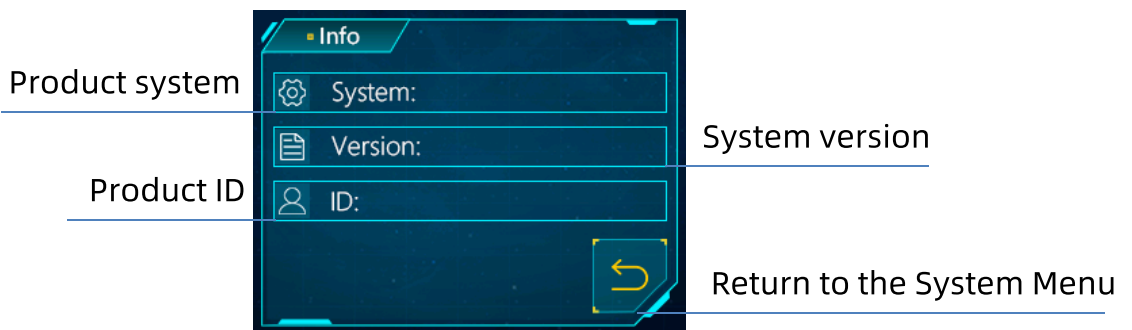 Info
Product system
System:
Version:
System version
Product ID
ID:
Return to the System Menu